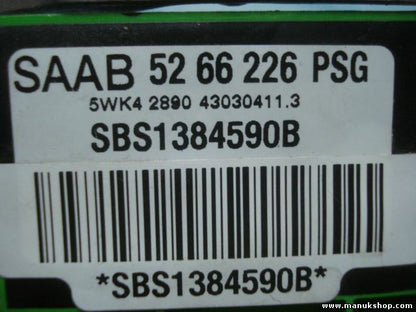 SAAB 52 66 226 PSG
5WK4 2890 43030411.3
SBS1384590B
*SBS1384590B*
www.manukshop.com